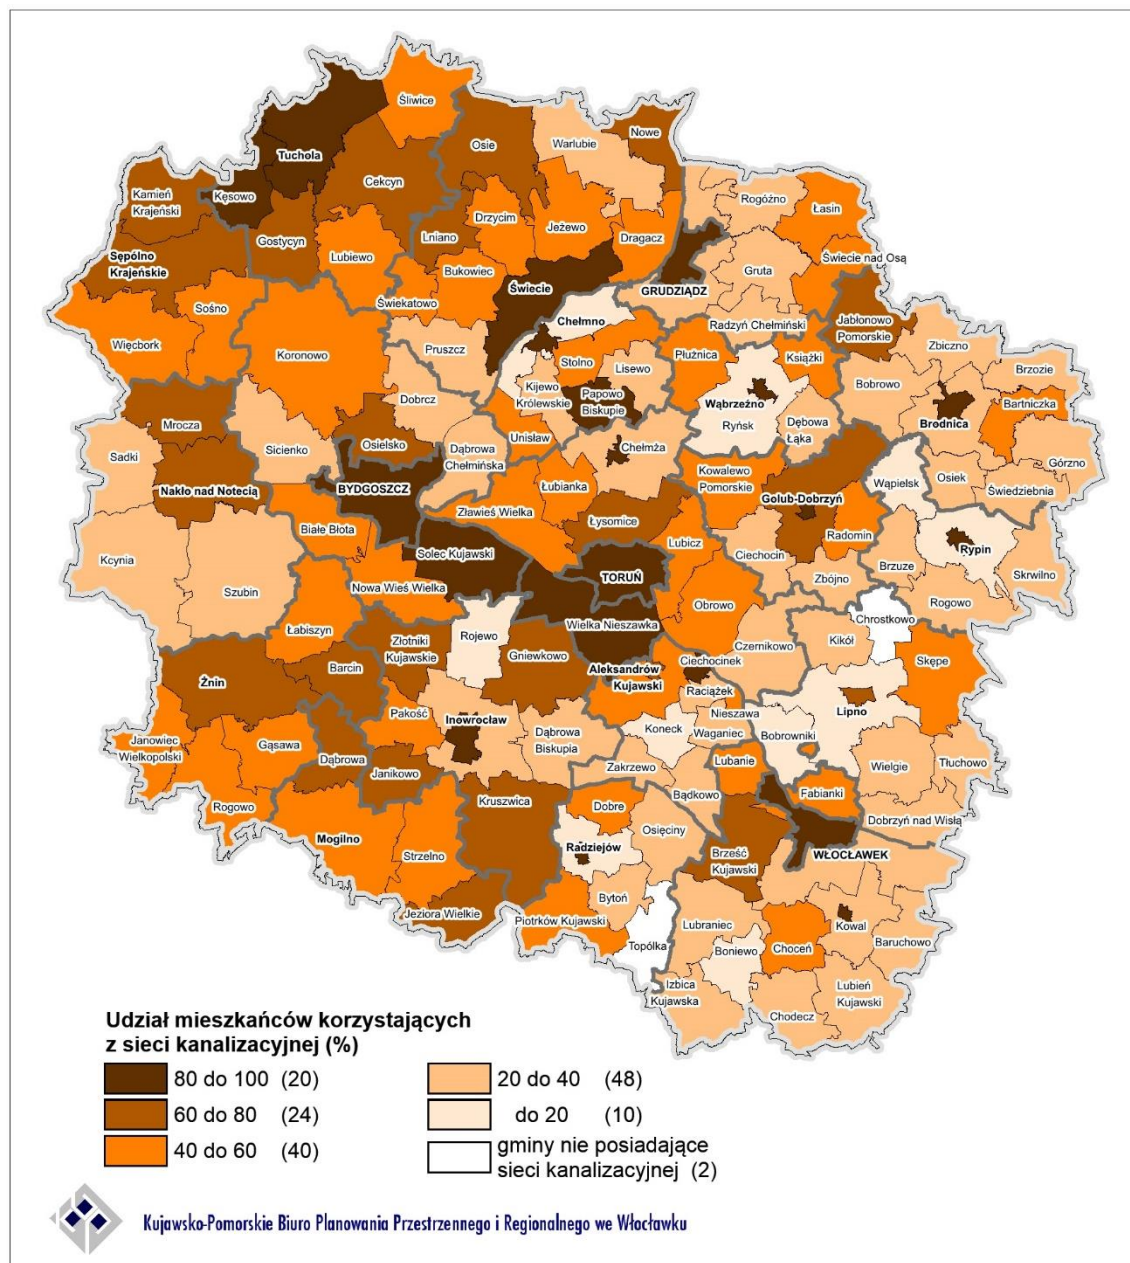 Śliwice
Osie
Warlubie
Nowe
Tuchola
Cekcyn
Rogóźno
Łasin
Kamień
Krajeński
Kęsowo
Drzycim
Jeżewo
Gostycyn
Lniano
Dragacz
Sępólno
Krajeńskie
Lubiewo
Bukowiec
Świecie nad Osą
Gruta
Świekatowo
Świecie
GRUDZIĄDZ
Sośno
Jabłonowo
Pomorskie
Chełmno
Radzyń Chełmiński
Więcbork
Koronowo
Pruszcz
Zbiczno
Stolno
Płużnica
Książki
Brzozie
Lisewo
Bobrowo
Kijewo
Królewskie
Papowo
Biskupie
Dobrcz
Wąbrzeźno
Bartniczka
Mrocza
Brodnica
Ryńsk
Dębowa
Łąka
Osielsko
Unisław
Sadki
Sicienko
Dąbrowa
Chełmińska
Chełmża
Górzno
Kowalewo
Pomorskie
Wąpielsk
Osiek
Świedziebnia
Nakło nad Notecią
BYDGOSZCZ
Łubianka
Golub-Dobrzyń
Zławieś Wielka
Łysomice
Białe Błota
Lubicz
Radomin
Rypin
Kcynia
Solec Kujawski
Ciechocin
Brzuze
Skrwilno
TORUŃ
Zbójno
Szubin
Nowa Wieś Wielka
Rogowo
Obrowo
Wielka Nieszawka
Chrostkowo
Łabiszyn
Rojewo
Złotniki
Kujawskie
Kikół
Czernikowo
Gniewkowo
Ciechocinek
Skępe
Barcin
Aleksandrów
Kujawski
Żnin
Raciążek
Lipno
Pakość
Inowrocław
Nieszawa
Koneck
Waganiec
Dąbrowa
Biskupia
Bobrowniki
Janowiec
Wielkopolski
Gąsawa
Dąbrowa
Lubanie
Tłuchowo
Zakrzewo
Wielgie
Janikowo
Bądkowo
Fabianki
Rogowo
Kruszwica
Dobre
Dobrzyń nad Wisłą
Osięciny
Mogilno
Radziejów
Brześć
Kujawski
WŁOCŁAWEK
Strzelno
Bytoń
Jeziora Wielkie
Piotrków Kujawski
Lubraniec
Kowal
Topólka
Choceń
Baruchowo
Boniewo
Izbica
Kujawska
Lubień
Kujawski
Chodecz
Udział mieszkańców korzystających
z sieci kanalizacyjnej (%)
80 do 100 (20)
60 do 80 (24)
40 do 60 (40)
20 do 40 (48)
do 20 (10)
gminy nie posiadające
sieci kanalizacyjnej (2)
Kujawsko-Pomorskie Biuro Planowania Przestrzennego i Regionalnego we Włocławku